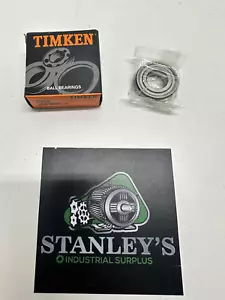 TIMKEN
BALL BEARINGS
STANLEY'S
INDUSTRIAL SURPLUS